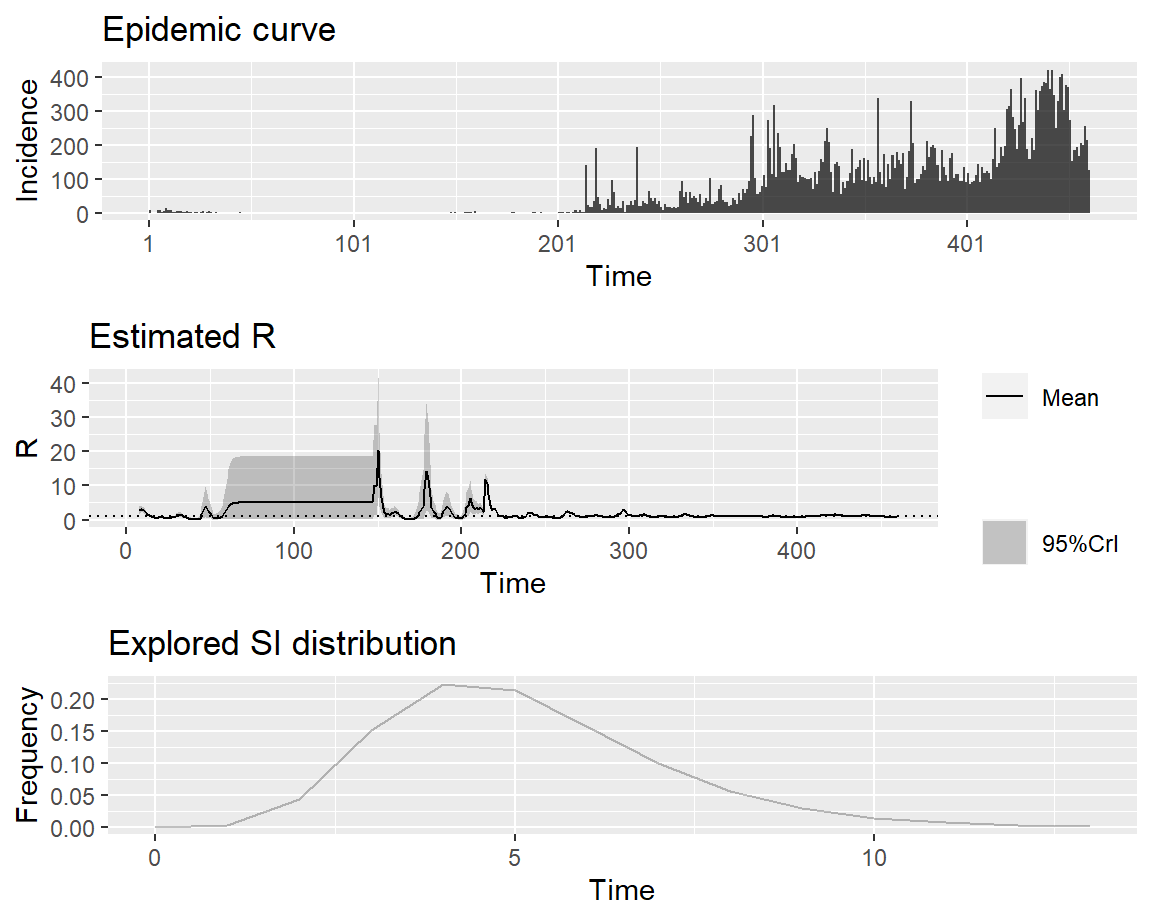 Epidemic curve
Incidence
400
300
200
100
0
1 101 201 301 401
Time
Estimated R
R
40
30
20
10
0
0 100 200 300 400
Time
Mean
95%CrI
Explored SI distribution
Frequency
0.20
0.15
0.10
0.05
0.00
0 5 10
Time